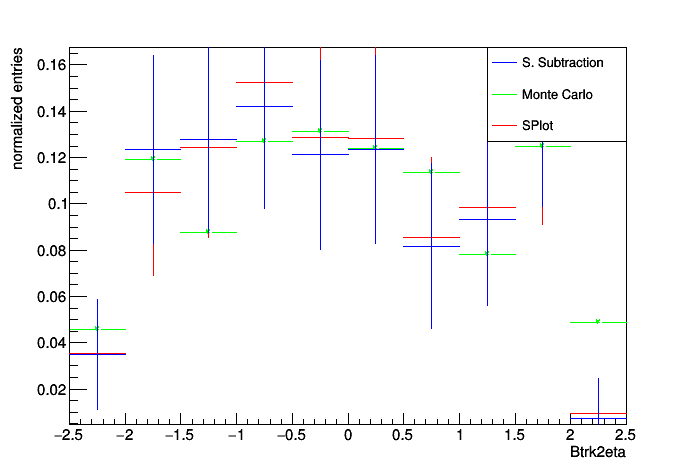 normalized entries
0.16
0.14
0.12
0.1
0.08
0.06
0.04
0.02
S. Subtraction
Monte Carlo
SPlot
−2.5 −2 −1.5 −1 −0.5 0 0.5 1 1.5 2 2.5
Btrk2eta